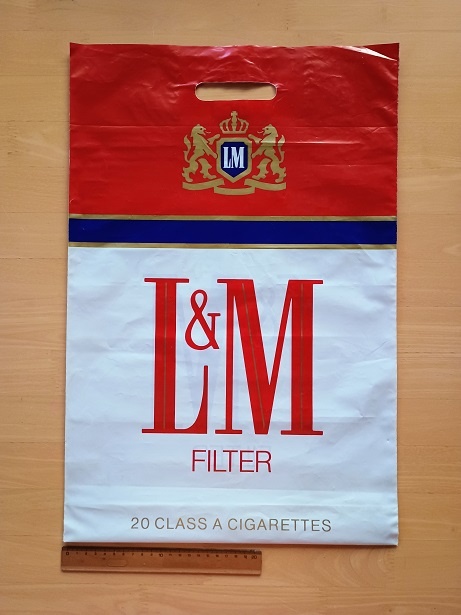 LM
L&M
FILTER
20 CLASS A CIGARETTES